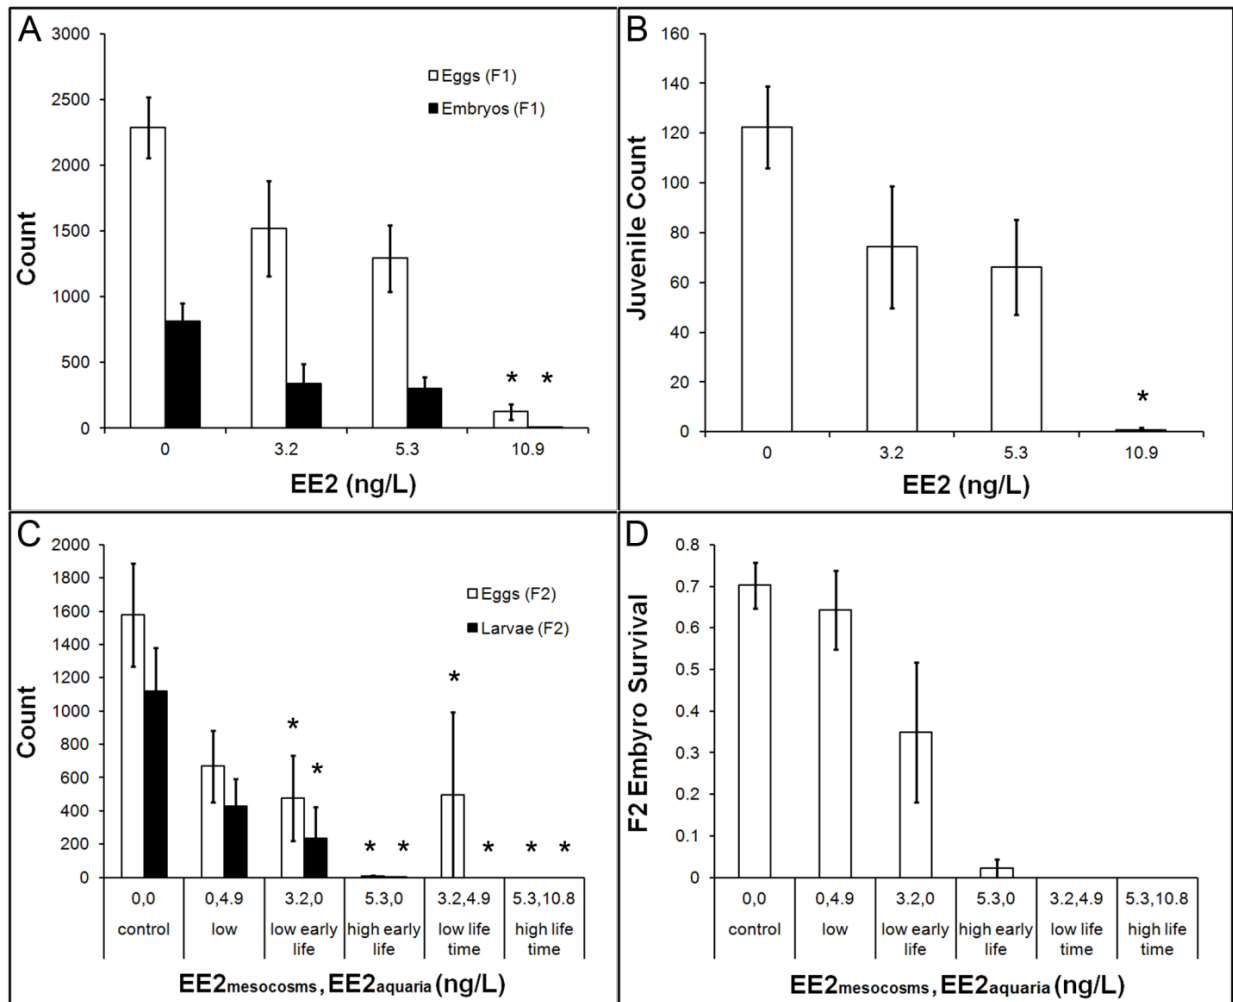 A
Count
3000
2500
2000
1500
1000
500
0
Eggs (F1)
Embryos (F1)
* *
0 3.2 5.3 10.9
EE2 (ng/L)
B
Juvenile Count
160
140
120
100
80
60
40
20
0
*
0 3.2 5.3 10.9
EE2 (ng/L)
C
Count
2000
1800
1600
1400
1200
1000
800
600
400
200
0
Eggs (F2)
Larvae (F2)
*
*
*
* * * * *
0,0 0,4.9 3.2,0 5.3,0 3.2,4.9 5.3,10.8
control low low early high early low life high life
life life time time
EE2mesocosms, EE2aquaria (ng/L)
D
F2 Embyro Survival
0.8
0.7
0.6
0.5
0.4
0.3
0.2
0.1
0
0,0 0,4.9 3.2,0 5.3,0 3.2,4.9 5.3,10.8
control low low early high early low life high life
life life time time
EE2mesocosms, EE2aquaria (ng/L)